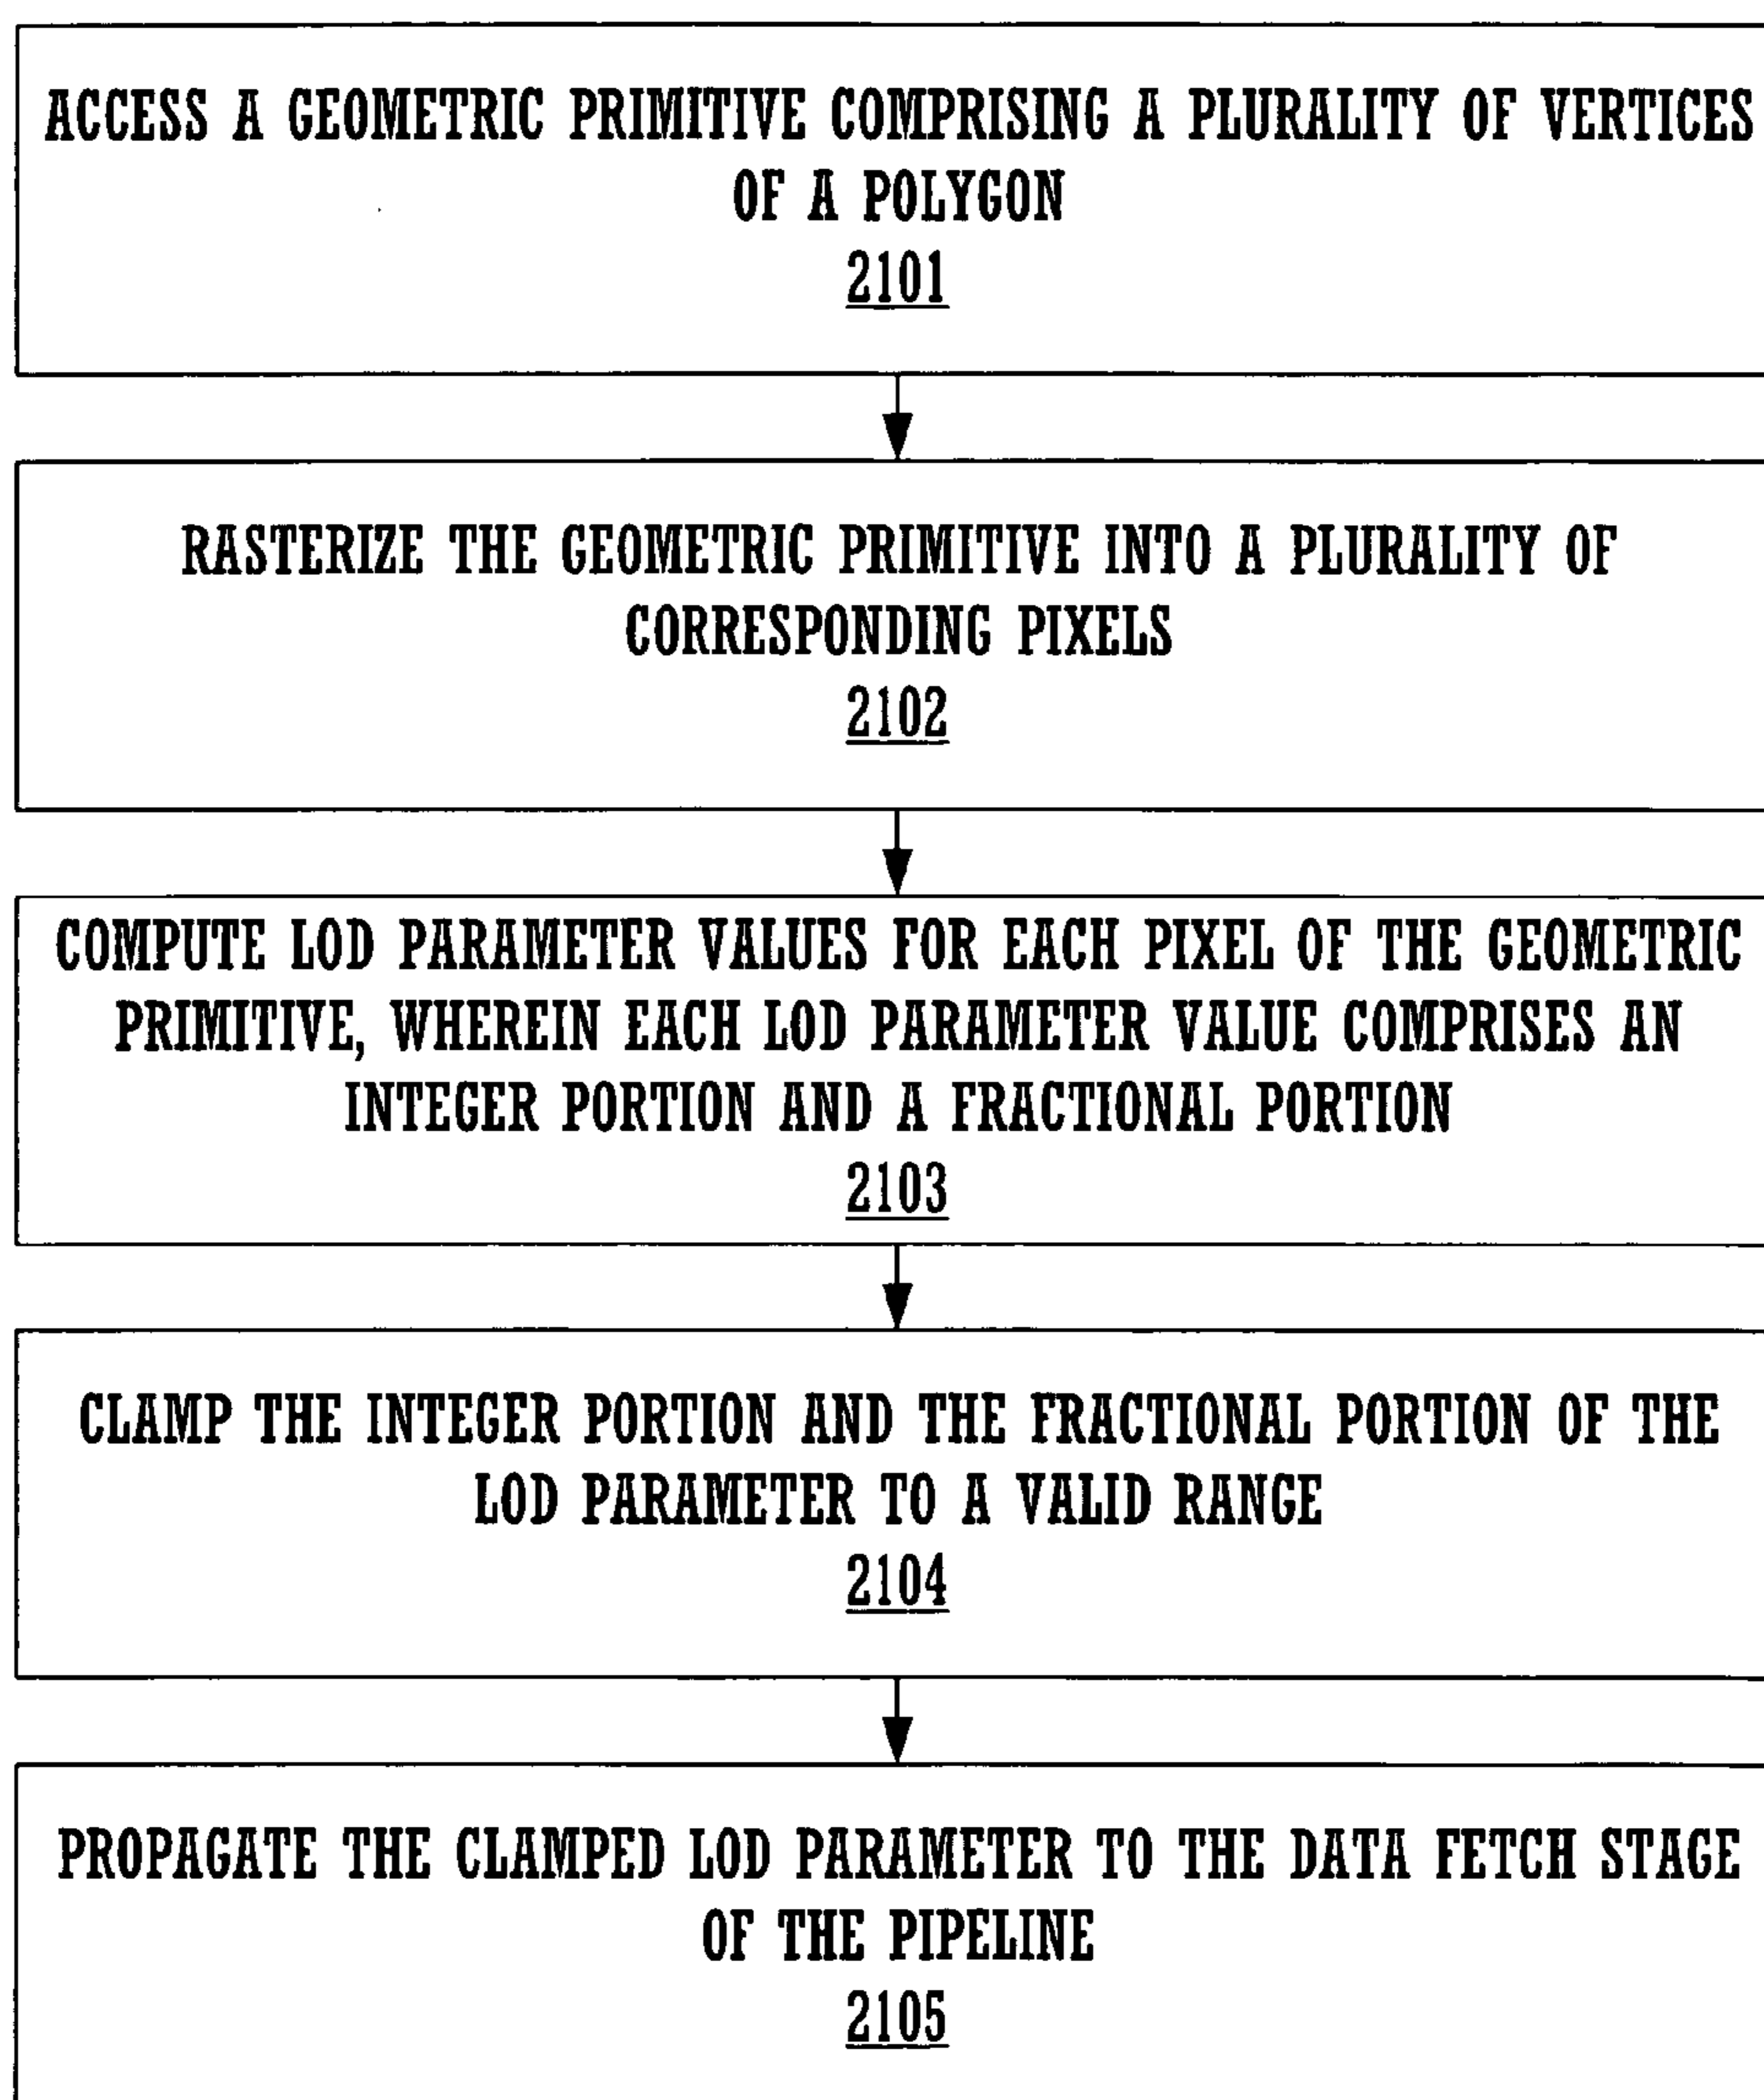 ACCESS A GEOMETRIC PRIMITIVE COMPRISING A PLURALITY OF VERTICES
OF A POLYGON
2101
RASTERIZE THE GEOMETRIC PRIMITIVE INTO A PLURALITY OF
CORRESPONDING PIXELS
2102
COMPUTE LOD PARAMETER VALUES FOR EACH PIXEL OF THE GEOMETRIC
PRIMITIVE, WHEREIN EACH LOD PARAMETER VALUE COMPRISES AN
INTEGER PORTION AND A FRACTIONAL PORTION
2103
CLAMP THE INTEGER PORTION AND THE FRACTIONAL PORTION OF THE
LOD PARAMETER TO A VALID RANGE
2104
PROPAGATE THE CLAMPED LOD PARAMETER TO THE DATA FETCH STAGE
OF THE PIPELINE
2105